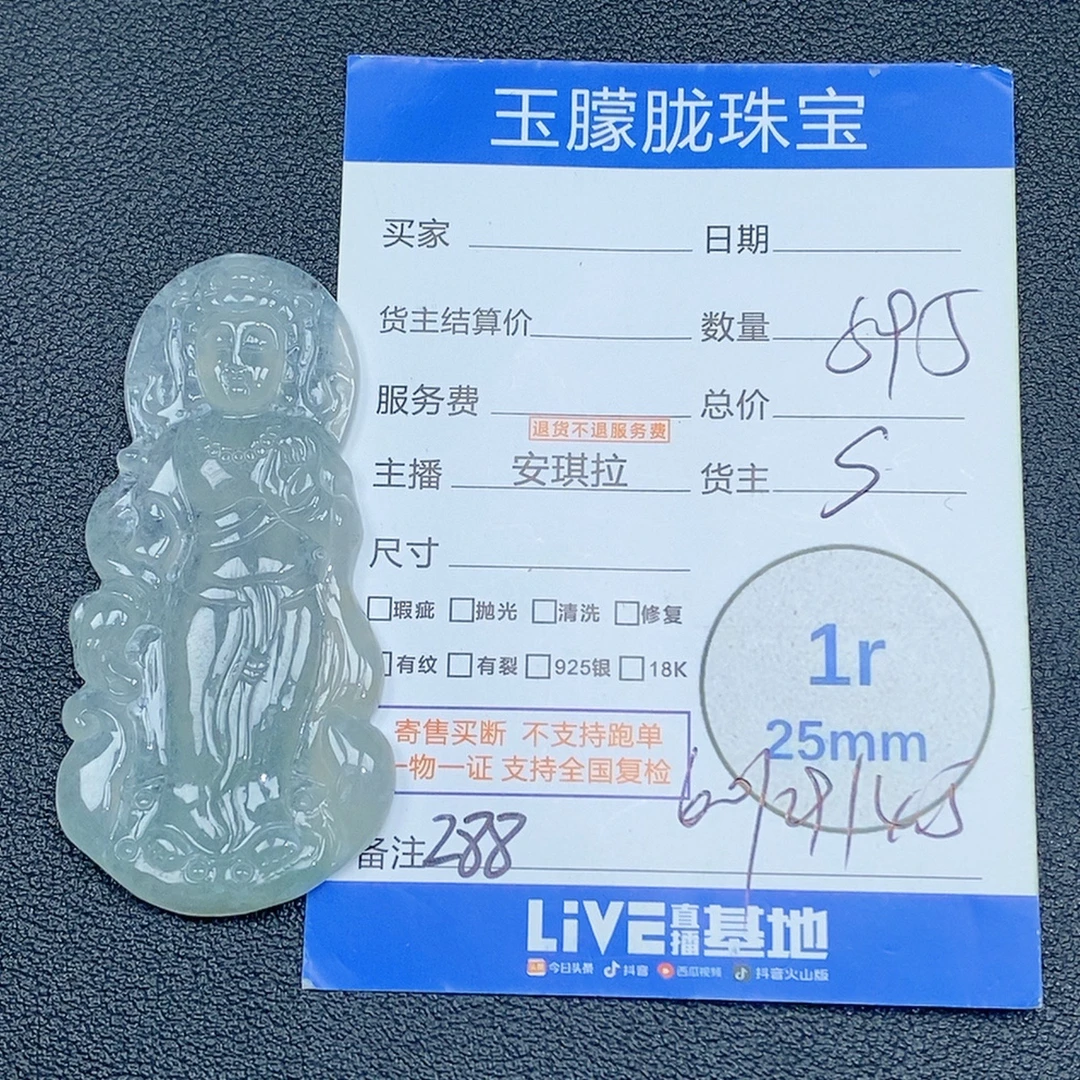 玉朦胧珠宝
买家 日期
货主结算价 数量
服务费 总价
退货不退服务费
主播 安琪拉 货主 S
尺寸
瑕疵 抛光 清洗 修复
有纹 有裂 925银 18K
1r
25mm
寄售买断 不支持跑单
一物一证 支持全国复检
备注 288
LiVE直播基地
头条 今日头条 抖音 西瓜视频 抖音火山版